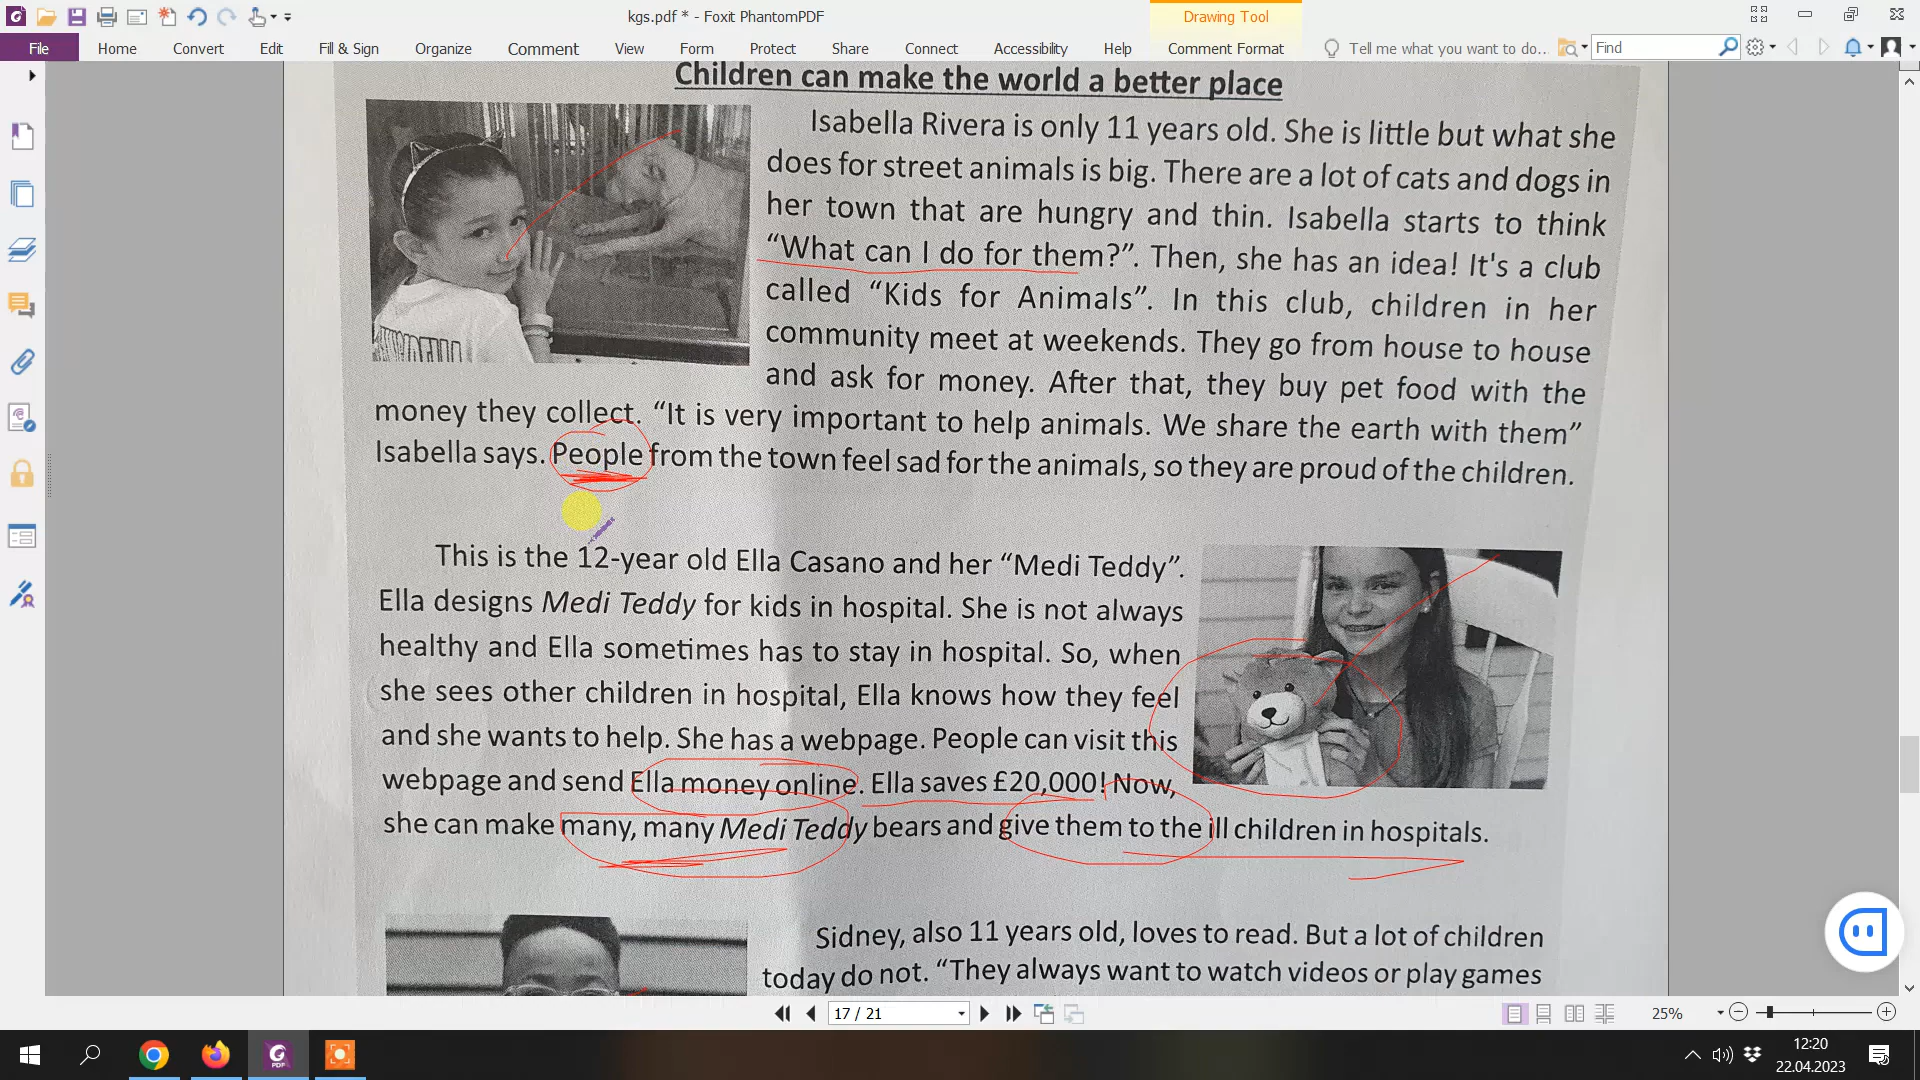 kgs.pdf * - Foxit PhantomPDF
Drawing Tool
File Home Convert Edit Fill & Sign Organize Comment View Form Protect Share Connect Accessibility Help Comment Format Tell me what you want to do... Find
Children can make the world a better place
Isabella Rivera is only 11 years old. She is little but what she
does for street animals is big. There are a lot of cats and dogs in
her town that are hungry and thin. Isabella starts to think
“What can I do for them?”. Then, she has an idea! It's a club
called “Kids for Animals”. In this club, children in her
community meet at weekends. They go from house to house
and ask for money. After that, they buy pet food with the
money they collect. “It is very important to help animals. We share the earth with them”
Isabella says. People from the town feel sad for the animals, so they are proud of the children.
This is the 12-year old Ella Casano and her “Medi Teddy”.
Ella designs Medi Teddy for kids in hospital. She is not always
healthy and Ella sometimes has to stay in hospital. So, when
she sees other children in hospital, Ella knows how they feel
and she wants to help. She has a webpage. People can visit this
webpage and send Ella money online. Ella saves £20,000! Now,
she can make many, many Medi Teddy bears and give them to the ill children in hospitals.
Sidney, also 11 years old, loves to read. But a lot of children
today do not. “They always want to watch videos or play games
17 / 21
25%
PDF
12:20
22.04.2023